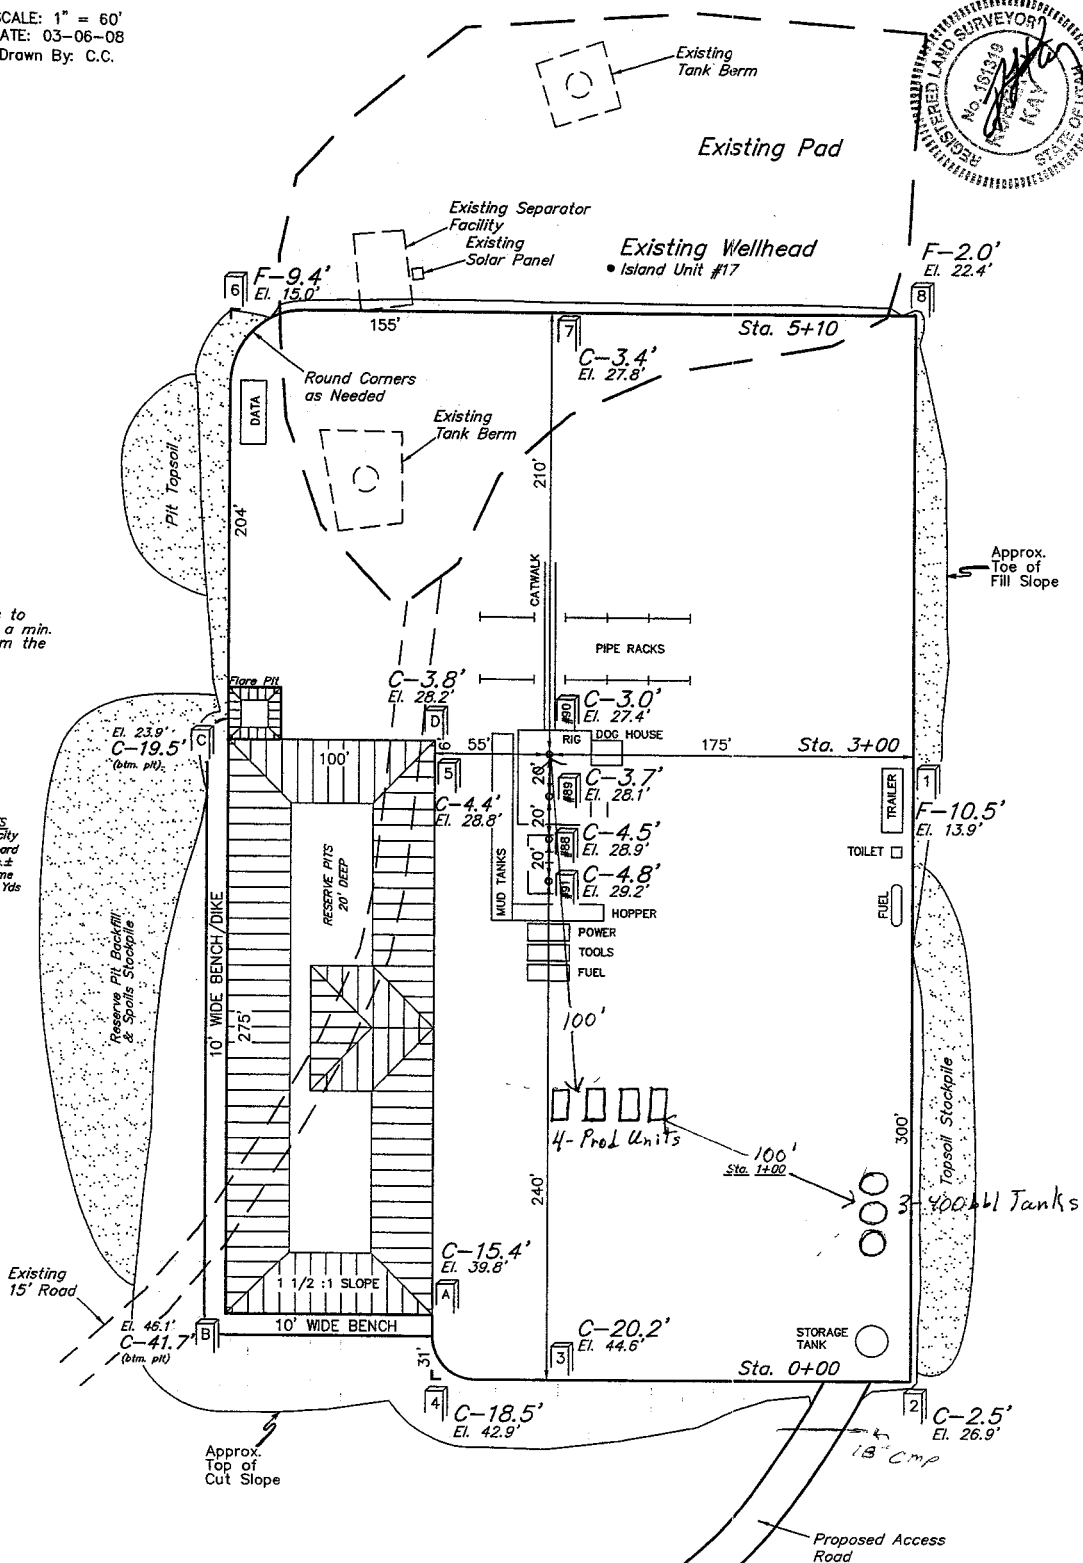 SCALE: 1" = 60'
ATE: 03-06-08
Drawn By: C.C.
REGISTERED LAND SURVEYOR
No. 161319
KAY
STATE OF
Existing
Tank Berm
Existing Pad
Existing Separator
Facility
Existing
Solar Panel
Existing Wellhead
Island Unit #17
F-2.0'
El. 22.4'
8
6
F-9.4'
El. 15.0'
155'
7
Sta. 5+10
C-3.4'
El. 27.8'
Round Corners
as Needed
DATA
Existing
Tank Berm
Pit Topsoil
204'
210'
CATWALK
Approx.
Toe of
Fill Slope
to
a min.
m the
PIPE RACKS
Flare Pit
C-3.8'
El. 28.2'
D
#90
C-3.0'
El. 27.4'
El. 23.9'
C-19.5'
(btm. pit)
C
100'
55'
RIG
DOG HOUSE
175'
Sta. 3+00
5
C-4.4'
El. 28.8'
20'
#89
C-3.7'
El. 28.1'
TRAILER
1
F-10.5'
El. 13.9'
20'
20'
#88
C-4.5'
El. 28.9'
TOILET
#91
C-4.8'
El. 29.2'
MUD TANKS
HOPPER
FUEL
POWER
TOOLS
FUEL
RESERVE PITS
20' DEEP
Reserve Pit Backfill
& Spoils Stockpile
10' WIDE BENCH/DIKE
275'
100'
4-Prod Units
100'
Sta. 1+00
300'
Topsoil Stockpile
3-400 bbl Tanks
240'
C-15.4'
El. 39.8'
A
1 1/2 :1 SLOPE
10' WIDE BENCH
Existing
15' Road
El. 46.1'
C-41.7'
(btm. pit)
B
31'
3
C-20.2'
El. 44.6'
STORAGE
TANK
Sta. 0+00
4
C-18.5'
El. 42.9'
2
C-2.5'
El. 26.9'
18" CMP
Approx.
Top of
Cut Slope
Proposed Access
Road